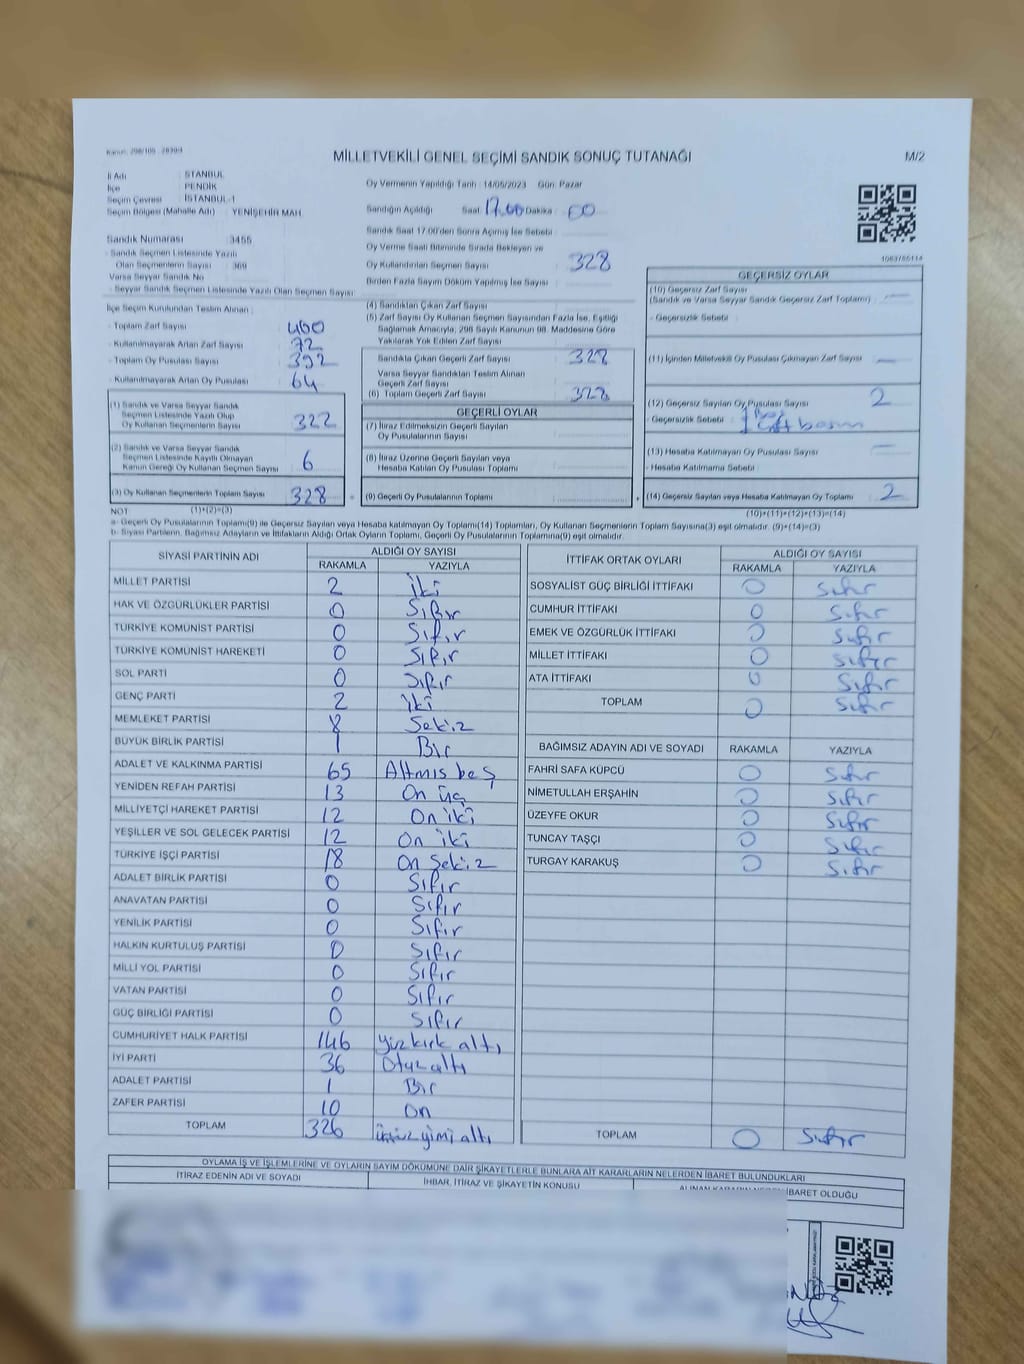 Kanun: 298/105 - 2839/4
MİLLETVEKİLİ GENEL SEÇİMİ SANDIK SONUÇ TUTANAĞI
M/2
İl Adı : İSTANBUL
İlçe : PENDİK
Seçim Çevresi : İSTANBUL-1
Seçim Bölgesi (Mahalle Adı) : YENİŞEHİR MAH.
Sandık Numarası : 3455
- Sandık Seçmen Listesinde Yazılı
Olan Seçmenlerin Sayısı : 369
Varsa Seyyar Sandık No :
- Seyyar Sandık Seçmen Listesinde Yazılı Olan Seçmen Sayısı:
Oy Vermenin Yapıldığı Tarih : 14/05/2023 Gün: Pazar
Sandığın Açıldığı Saat 17.00 Dakika : 00
Sandık Saat 17:00'den Sonra Açılmış İse Sebebi :
Oy Verme Saati Bitiminde Sırada Bekleyen ve
Oy Kullandırılan Seçmen Sayısı : 328
Birden Fazla Sayım Döküm Yapılmış İse Sayısı :
İlçe Seçim Kurulundan Teslim Alınan :
- Toplam Zarf Sayısı : 400
- Kullanılmayarak Artan Zarf Sayısı : 72
- Toplam Oy Pusulası Sayısı : 392
- Kullanılmayarak Artan Oy Pusulası : 64
(1) Sandık ve Varsa Seyyar Sandık
Seçmen Listesinde Yazılı Olup
Oy Kullanan Seçmenlerin Sayısı : 322
(2) Sandık ve Varsa Seyyar Sandık
Seçmen Listesinde Kayıtlı Olmayan
Kanun Gereği Oy Kullanan Seçmen Sayısı : 6
(3) Oy Kullanan Seçmenlerin Toplam Sayısı : 328
(1)+(2)=(3)
(4) Sandıktan Çıkan Zarf Sayısı
(5) Zarf Sayısı Oy Kullanan Seçmen Sayısından Fazla İse, Eşitliği
Sağlamak Amacıyla, 298 Sayılı Kanunun 98. Maddesine Göre
Yakılarak Yok Edilen Zarf Sayısı
Sandıkta Çıkan Geçerli Zarf Sayısı : 328
Varsa Seyyar Sandıktan Teslim Alınan
Geçerli Zarf Sayısı
(6) Toplam Geçerli Zarf Sayısı : 328
GEÇERLİ OYLAR
(7) İtiraz Edilmeksizin Geçerli Sayılan
Oy Pusulalarının Sayısı
(8) İtiraz Üzerine Geçerli Sayılan veya
Hesaba Katılan Oy Pusulası Toplamı
(9) Geçerli Oy Pusulalarının Toplamı
GEÇERSİZ OYLAR
(10) Geçersiz Zarf Sayısı
(Sandık ve Varsa Seyyar Sandık Geçersiz Zarf Toplamı) :
- Geçersizlik Sebebi :
(11) İçinden Milletvekili Oy Pusulası Çıkmayan Zarf Sayısı :
(12) Geçersiz Sayılan Oy Pusulası Sayısı : 2
- Geçersizlik Sebebi : 1 boş
1 çift basım
(13) Hesaba Katılmayan Oy Pusulası Sayısı :
- Hesaba Katılmama Sebebi :
(14) Geçersiz Sayılan veya Hesaba Katılmayan Oy Toplamı : 2
(10)+(11)+(12)+(13)=(14)
NOT
a- Geçerli Oy Pusulalarının Toplamı(9) ile Geçersiz Sayılan veya Hesaba katılmayan Oy Toplamı(14) Toplamları, Oy Kullanan Seçmenlerin Toplam Sayısına(3) eşit olmalıdır. (9)+(14)=(3)
b- Siyasi Partilerin, Bağımsız Adayların ve İttifakların Aldığı Ortak Oyların Toplamı, Geçerli Oy Pusulalarının Toplamına(9) eşit olmalıdır.
SİYASİ PARTİNİN ADI ALDIĞI OY SAYISI
RAKAMLA YAZIYLA
MİLLET PARTİSİ 2 iki
HAK VE ÖZGÜRLÜKLER PARTİSİ 0 Sıfır
TÜRKİYE KOMÜNİST PARTİSİ 0 Sıfır
TÜRKİYE KOMÜNİST HAREKETİ 0 Sıfır
SOL PARTİ 0 Sıfır
GENÇ PARTİ 2 iki
MEMLEKET PARTİSİ 8 Sekiz
BÜYÜK BİRLİK PARTİSİ 1 Bir
ADALET VE KALKINMA PARTİSİ 65 Altmış beş
YENİDEN REFAH PARTİSİ 13 On üç
MİLLİYETÇİ HAREKET PARTİSİ 12 On iki
YEŞİLLER VE SOL GELECEK PARTİSİ 12 On iki
TÜRKİYE İŞÇİ PARTİSİ 18 On Sekiz
ADALET BİRLİK PARTİSİ 0 Sıfır
ANAVATAN PARTİSİ 0 Sıfır
YENİLİK PARTİSİ 0 Sıfır
HALKIN KURTULUŞ PARTİSİ 0 Sıfır
MİLLİ YOL PARTİSİ 0 Sıfır
VATAN PARTİSİ 0 Sıfır
GÜÇ BİRLİĞİ PARTİSİ 0 Sıfır
CUMHURİYET HALK PARTİSİ 146 yüz kırk altı
İYİ PARTİ 36 Otuz altı
ADALET PARTİSİ 1 Bir
ZAFER PARTİSİ 10 On
TOPLAM 326 üçyüz yirmi altı
İTTİFAK ORTAK OYLARI ALDIĞI OY SAYISI
RAKAMLA YAZIYLA
SOSYALİST GÜÇ BİRLİĞİ İTTİFAKI 0 Sıfır
CUMHUR İTTİFAKI 0 Sıfır
EMEK VE ÖZGÜRLÜK İTTİFAKI 0 Sıfır
MİLLET İTTİFAKI 0 Sıfır
ATA İTTİFAKI 0 Sıfır
TOPLAM 0 Sıfır
BAĞIMSIZ ADAYIN ADI VE SOYADI RAKAMLA YAZIYLA
FAHRİ SAFA KÜPCÜ 0 Sıfır
NİMETULLAH ERŞAHİN 0 Sıfır
ÜZEYFE OKUR 0 Sıfır
TUNCAY TAŞÇI 0 Sıfır
TURGAY KARAKUŞ 0 Sıfır
TOPLAM 0 Sıfır
OYLAMA İŞ VE İŞLEMLERİNE VE OYLARIN SAYIM DÖKÜMÜNE DAİR ŞİKAYETLERLE BUNLARA AİT KARARLARIN NELERDEN İBARET BULUNDUKLARI
İTİRAZ EDENİN ADI VE SOYADI İHBAR, İTİRAZ VE ŞİKAYETİN KONUSU İBARET OLDUĞU